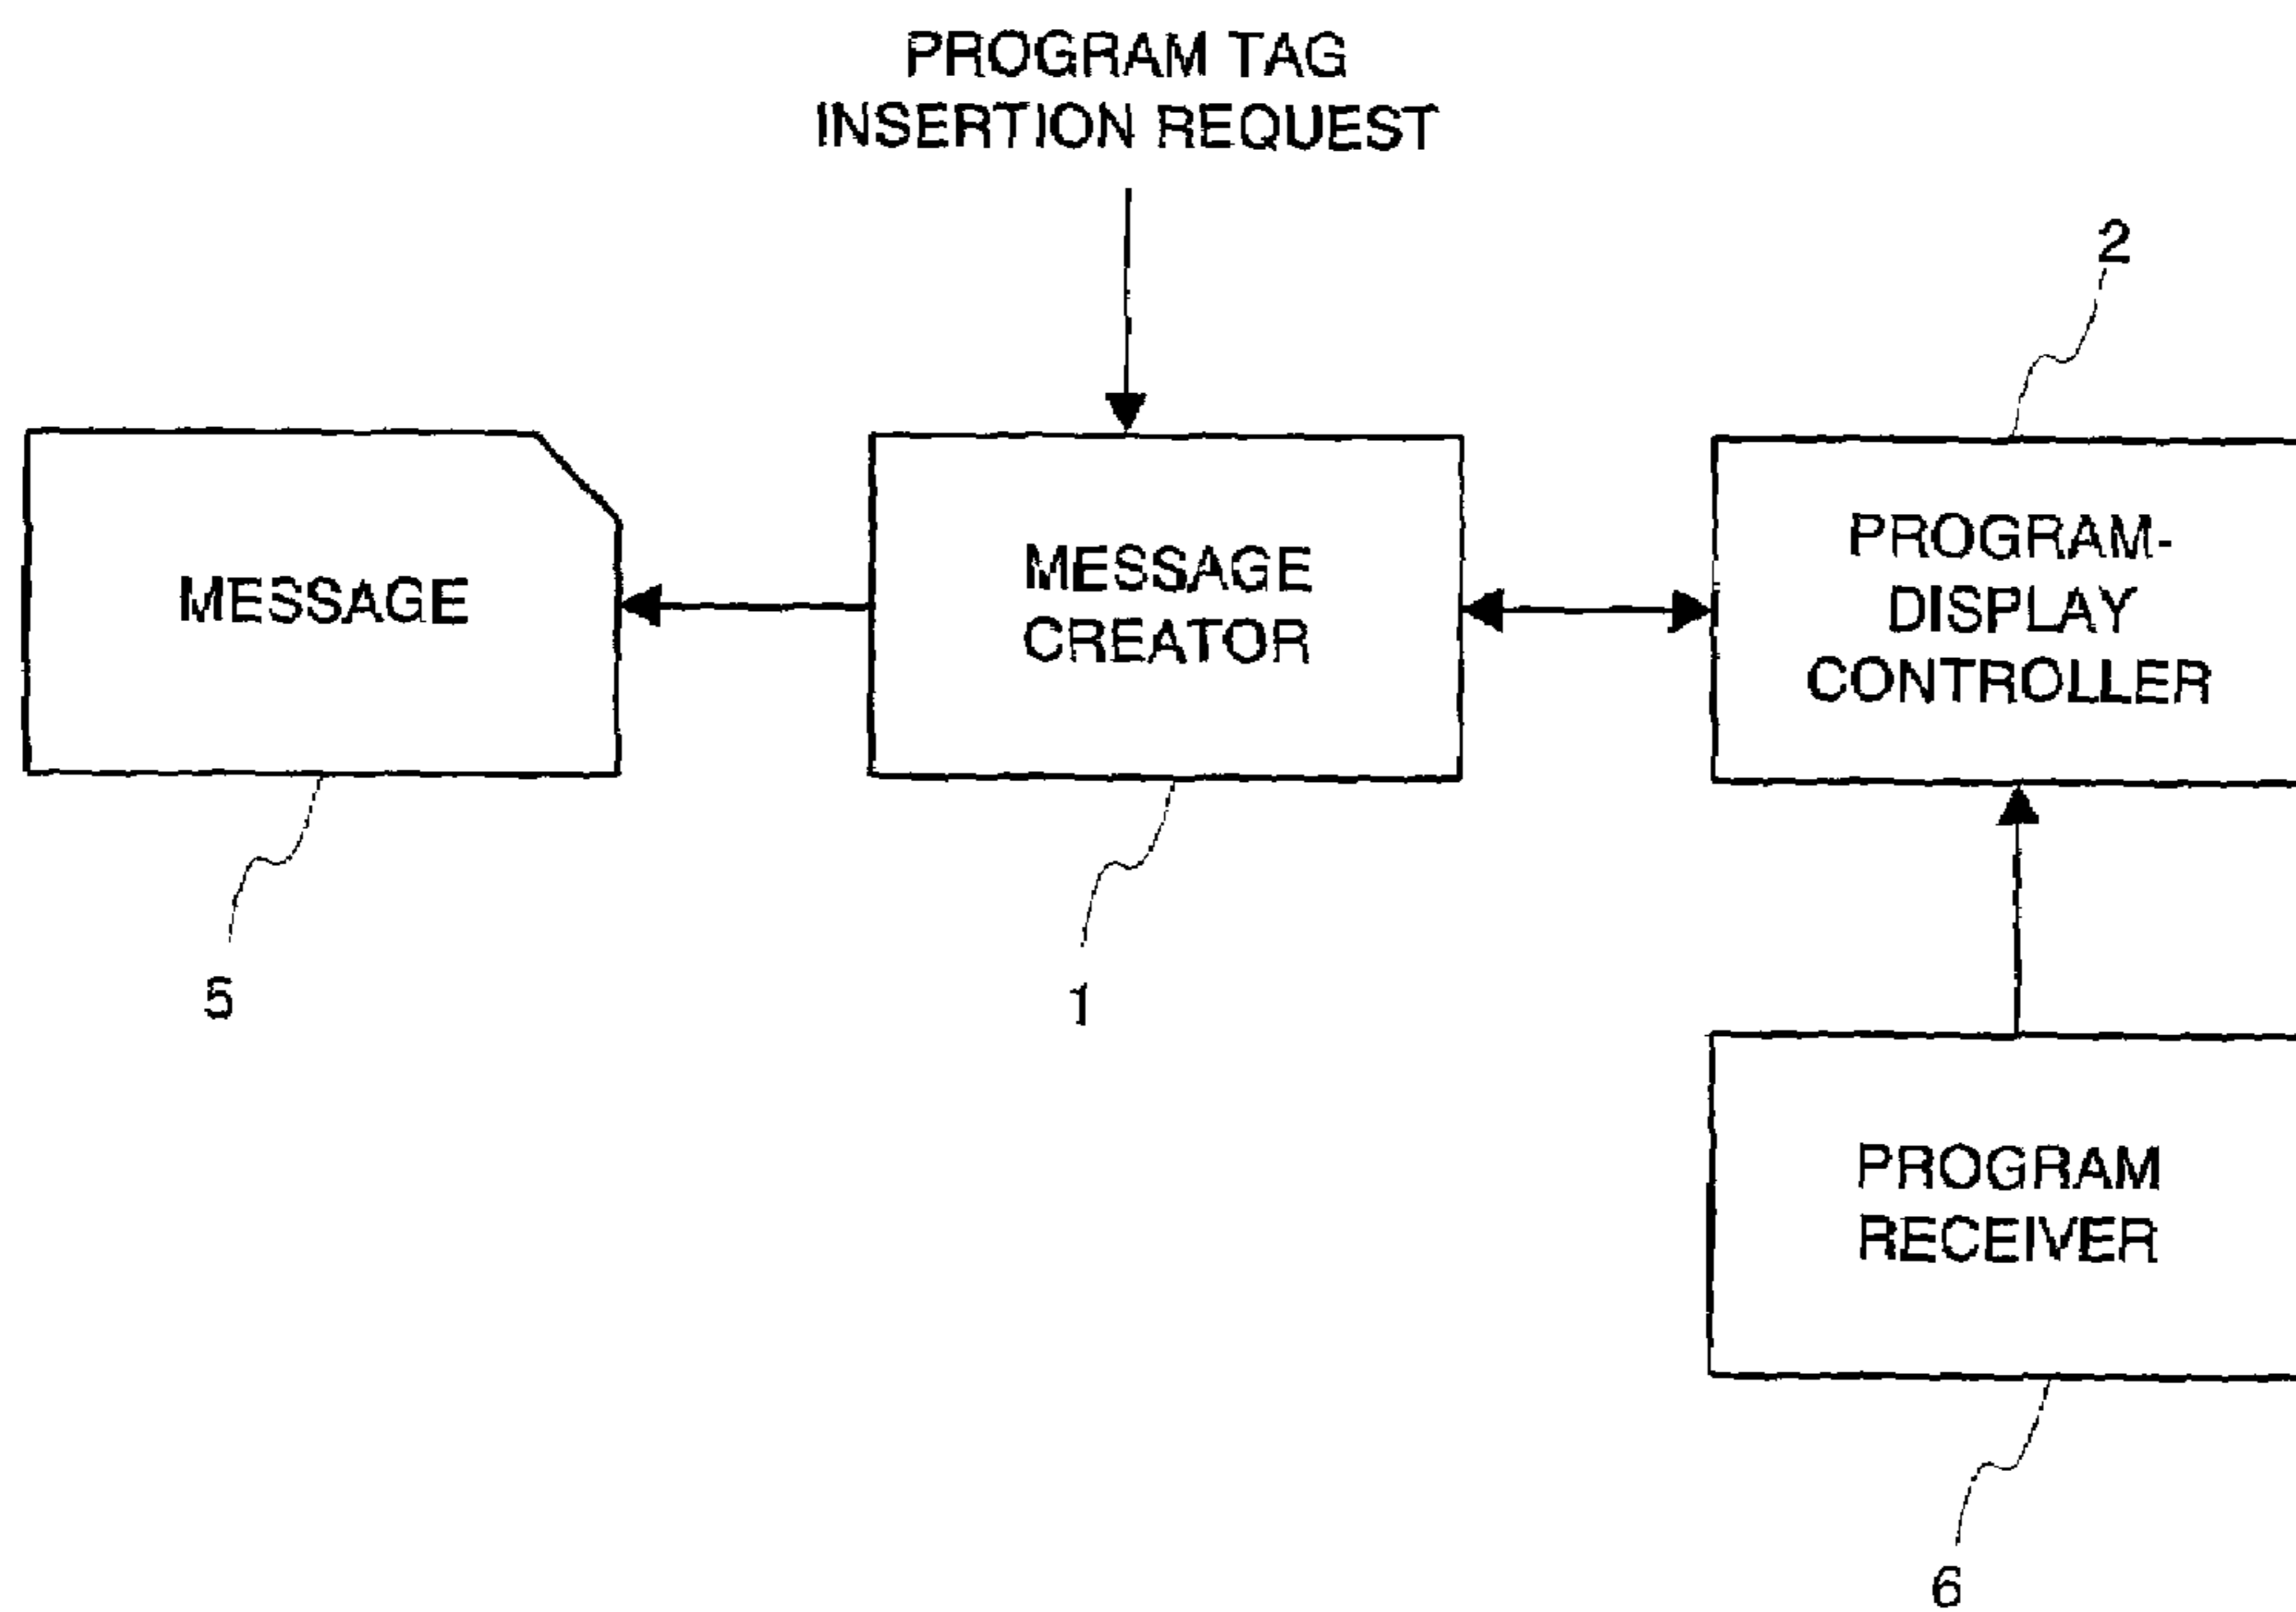 PROGRAM TAG
INSERTION REQUEST
2
MESSAGE
MESSAGE
CREATOR
PROGRAM-
DISPLAY
CONTROLLER
5
1
PROGRAM
RECEIVER
6